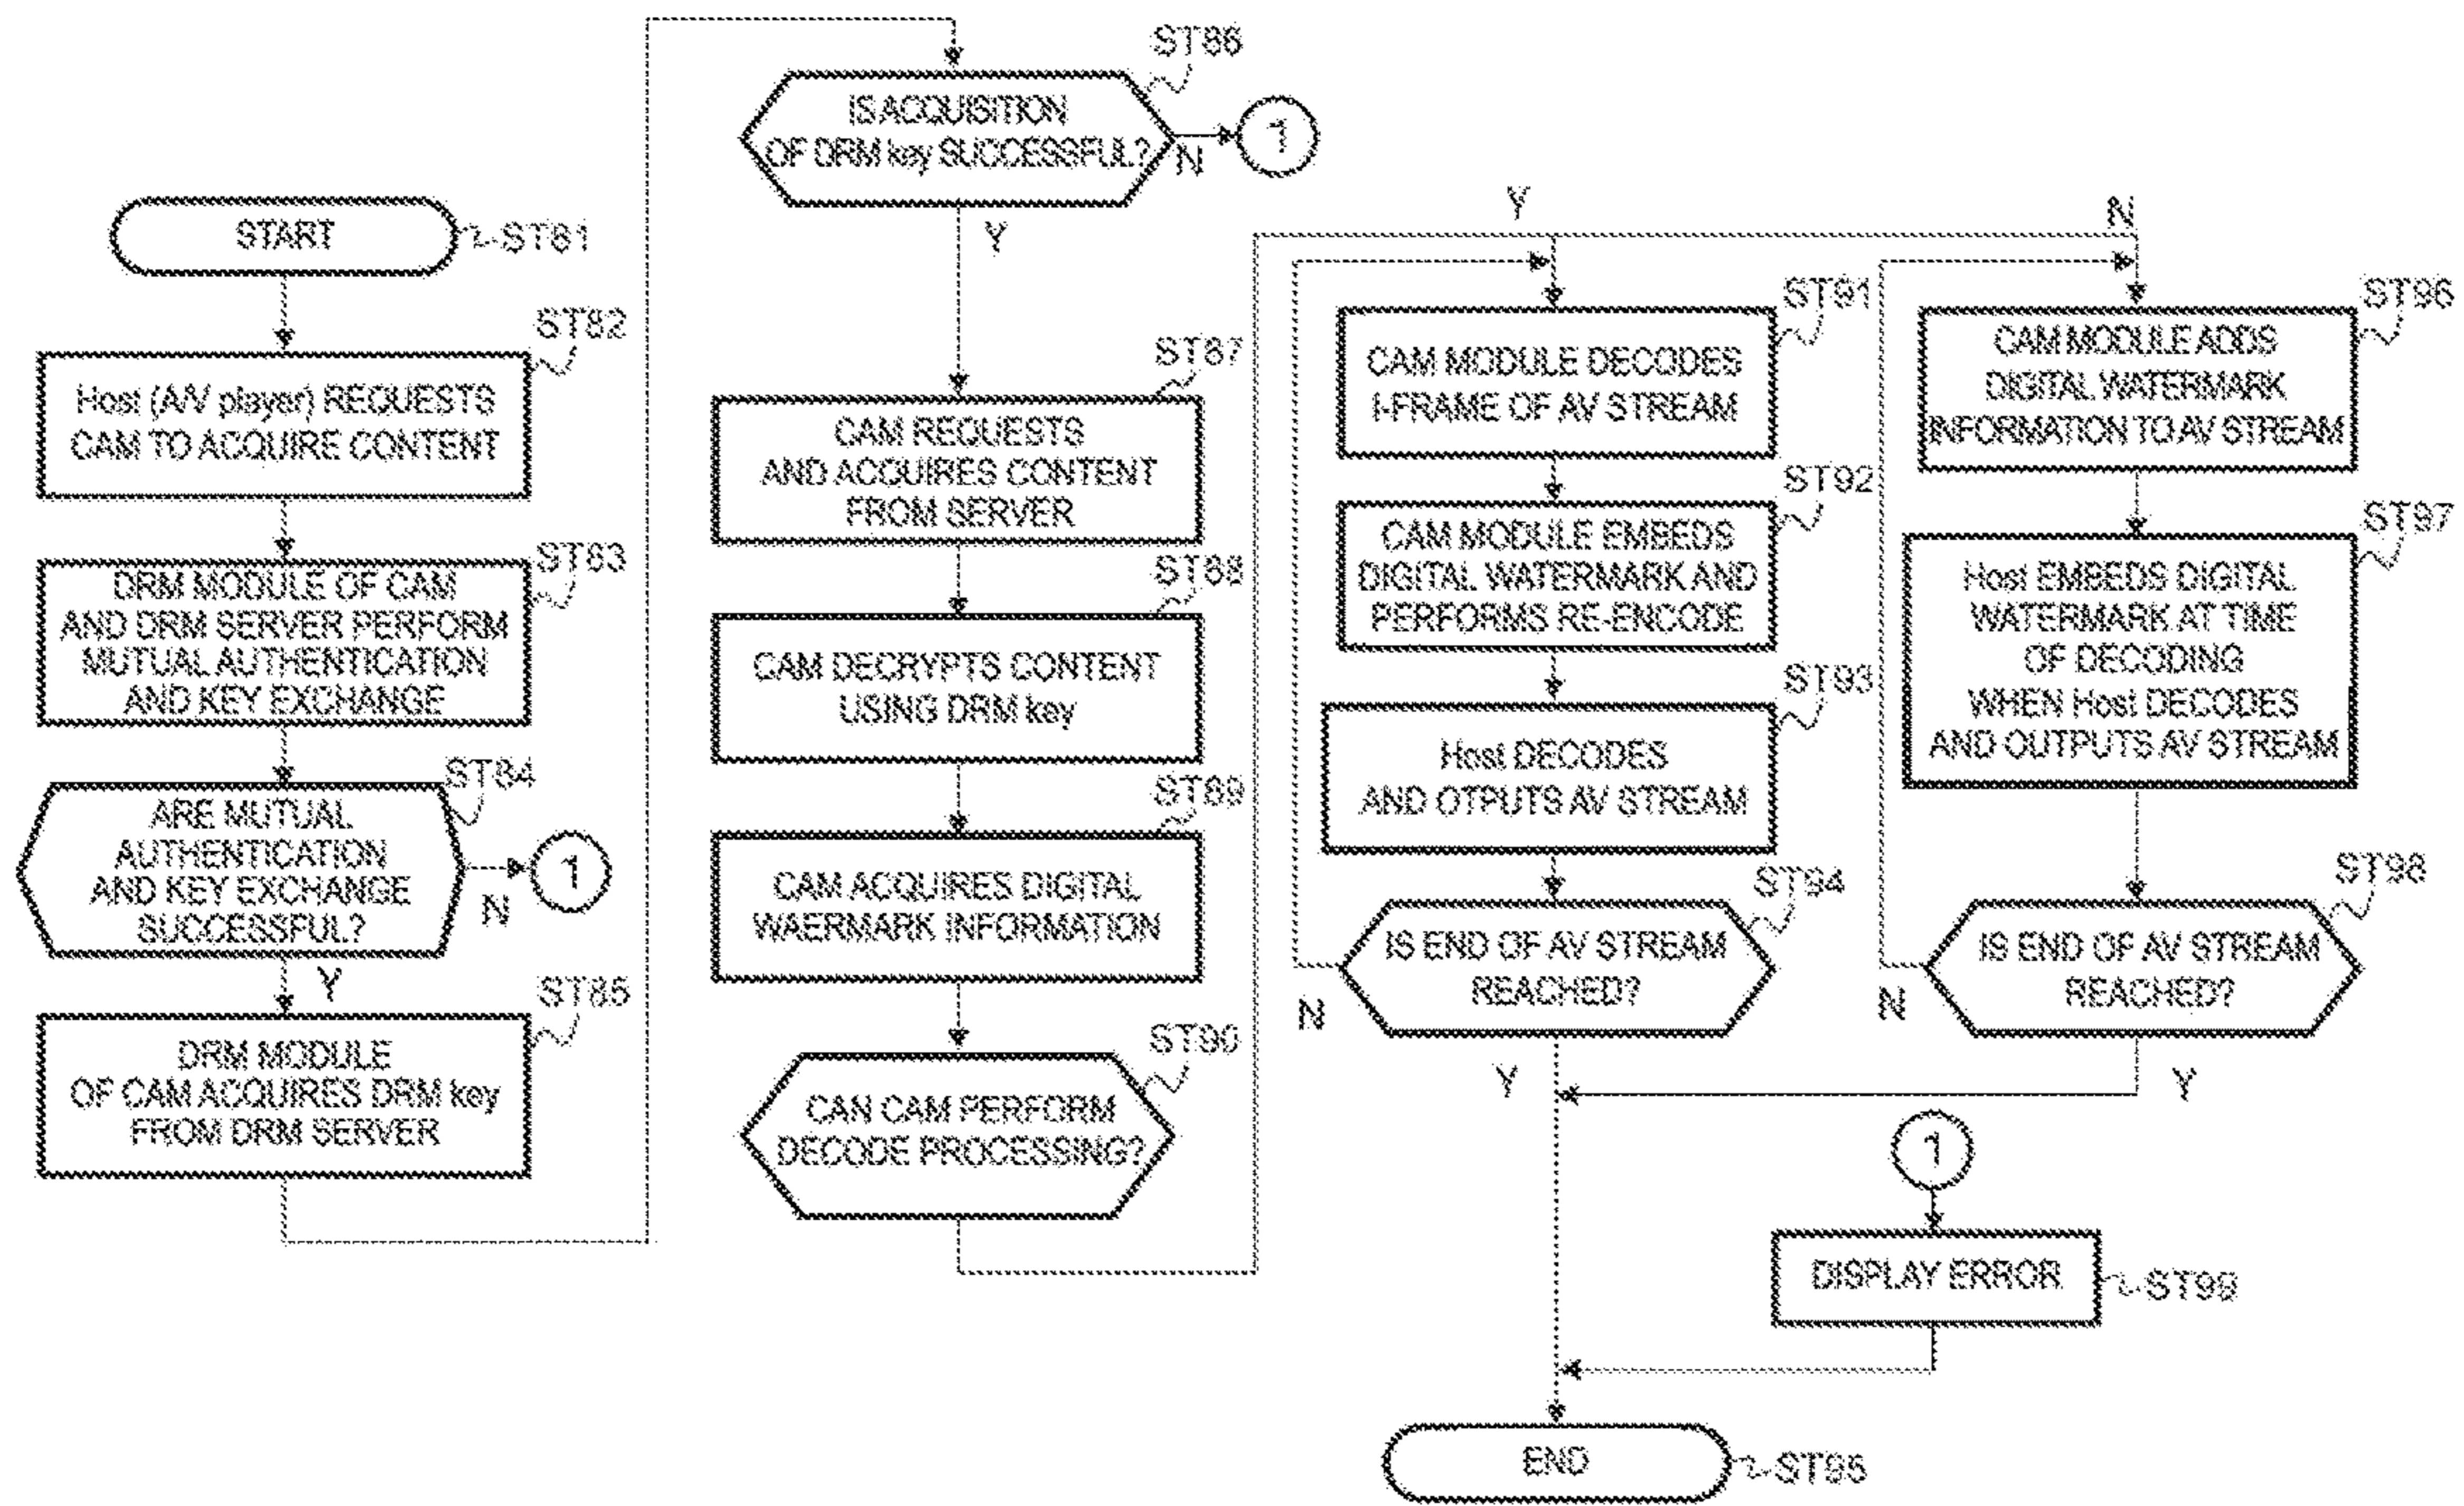 START
ST81
ST82
Host (A/V player) REQUESTS
CAM TO ACQUIRE CONTENT
ST83
DRM MODULE OF CAM
AND DRM SERVER PERFORM
MUTUAL AUTHENTICATION
AND KEY EXCHANGE
ST84
ARE MUTUAL
AUTHENTICATION
AND KEY EXCHANGE
SUCCESSFUL?
N
1
Y
ST85
DRM MODULE
OF CAM ACQUIRES DRM key
FROM DRM SERVER
ST86
IS ACQUISITION
OF DRM key SUCCESSFUL?
N
1
Y
ST87
CAM REQUESTS
AND ACQUIRES CONTENT
FROM SERVER
ST88
CAM DECRYPTS CONTENT
USING DRM key
ST89
CAM ACQUIRES DIGITAL
WAERMARK INFORMATION
ST90
CAN CAM PERFORM
DECODE PROCESSING?
Y
ST91
CAM MODULE DECODES
I-FRAME OF AV STREAM
ST92
CAM MODULE EMBEDS
DIGITAL WATERMARK AND
PERFORMS RE-ENCODE
ST93
Host DECODES
AND OTPUTS AV STREAM
ST94
IS END OF AV STREAM
REACHED?
N
Y
N
ST96
CAM MODULE ADDS
DIGITAL WATERMARK
INFORMATION TO AV STREAM
ST97
Host EMBEDS DIGITAL
WATERMARK AT TIME
OF DECODING
WHEN Host DECODES
AND OUTPUTS AV STREAM
ST98
IS END OF AV STREAM
REACHED?
N
Y
1
DISPLAY ERROR
ST99
END
ST95